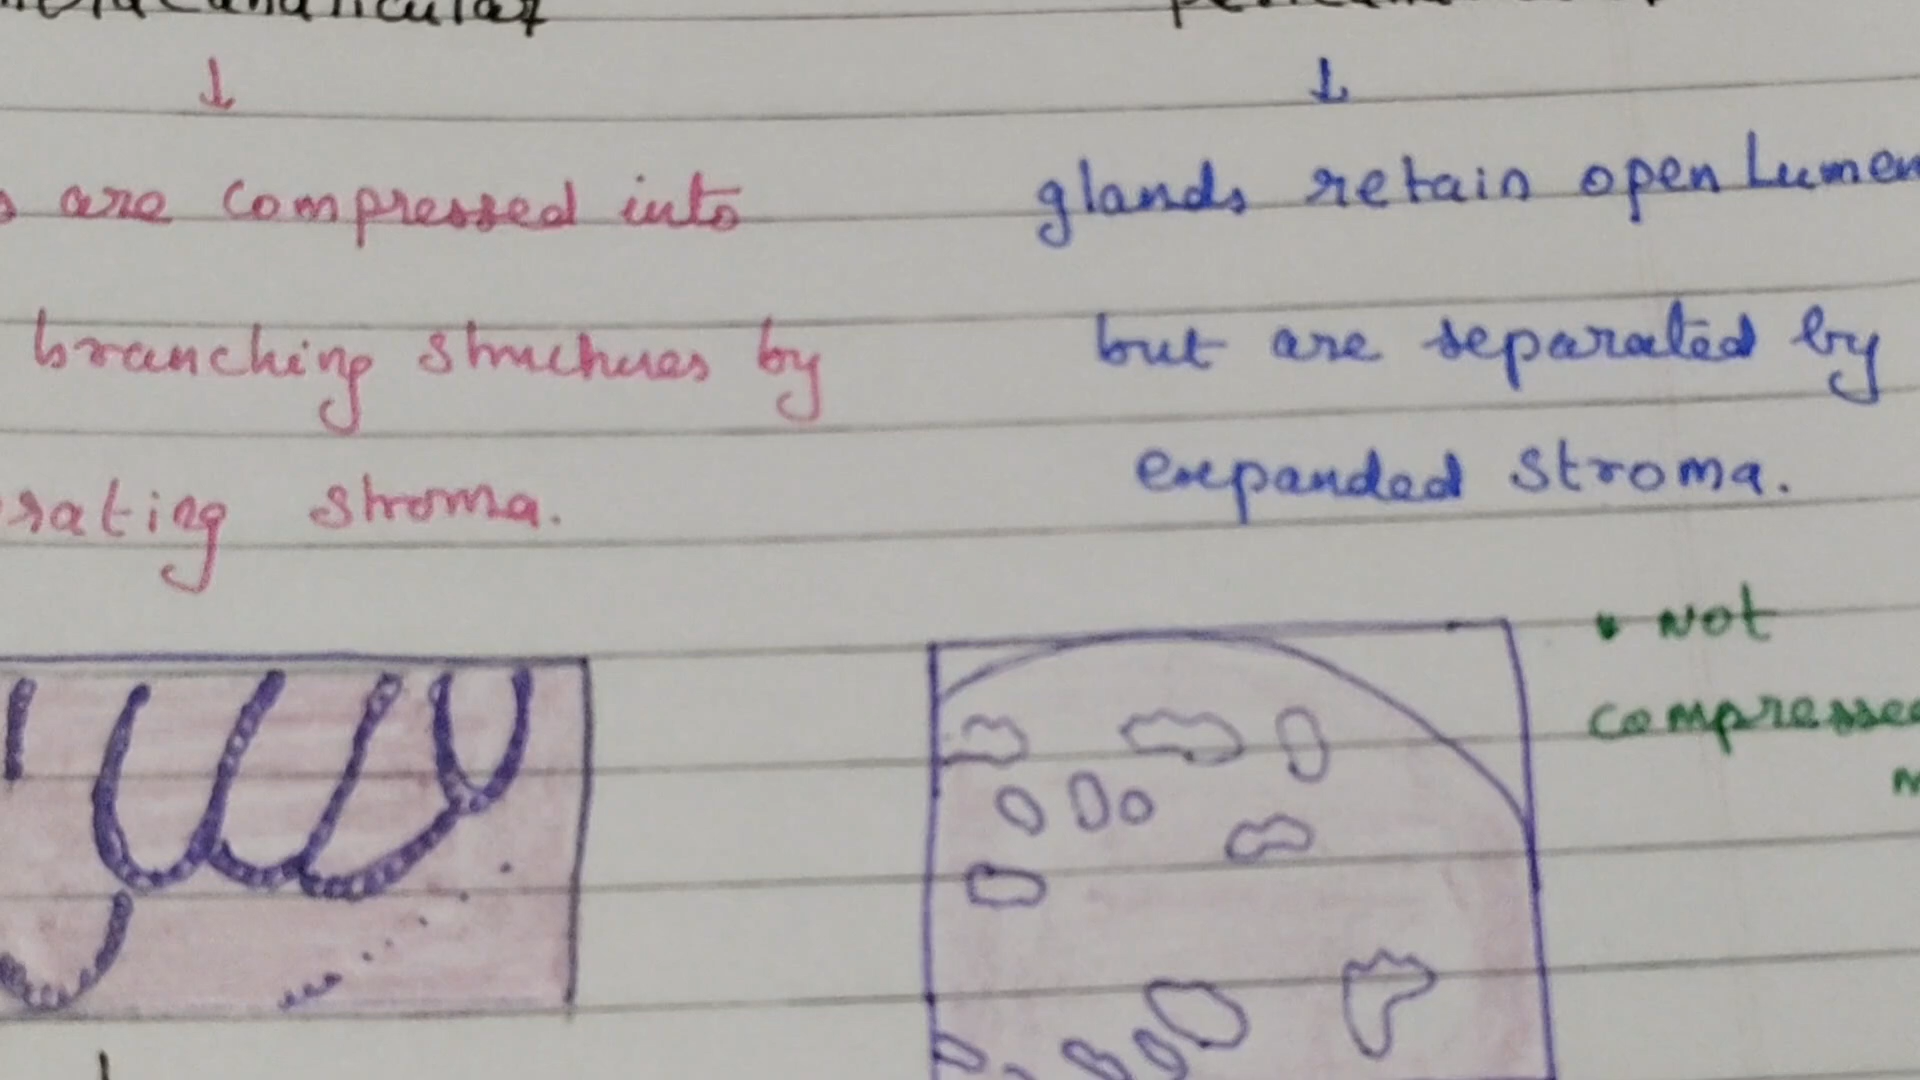 are compressed into
branching structures by
rating stroma.
glands retain open Lumen
but are separated by
expanded stroma.
• Not
compressed